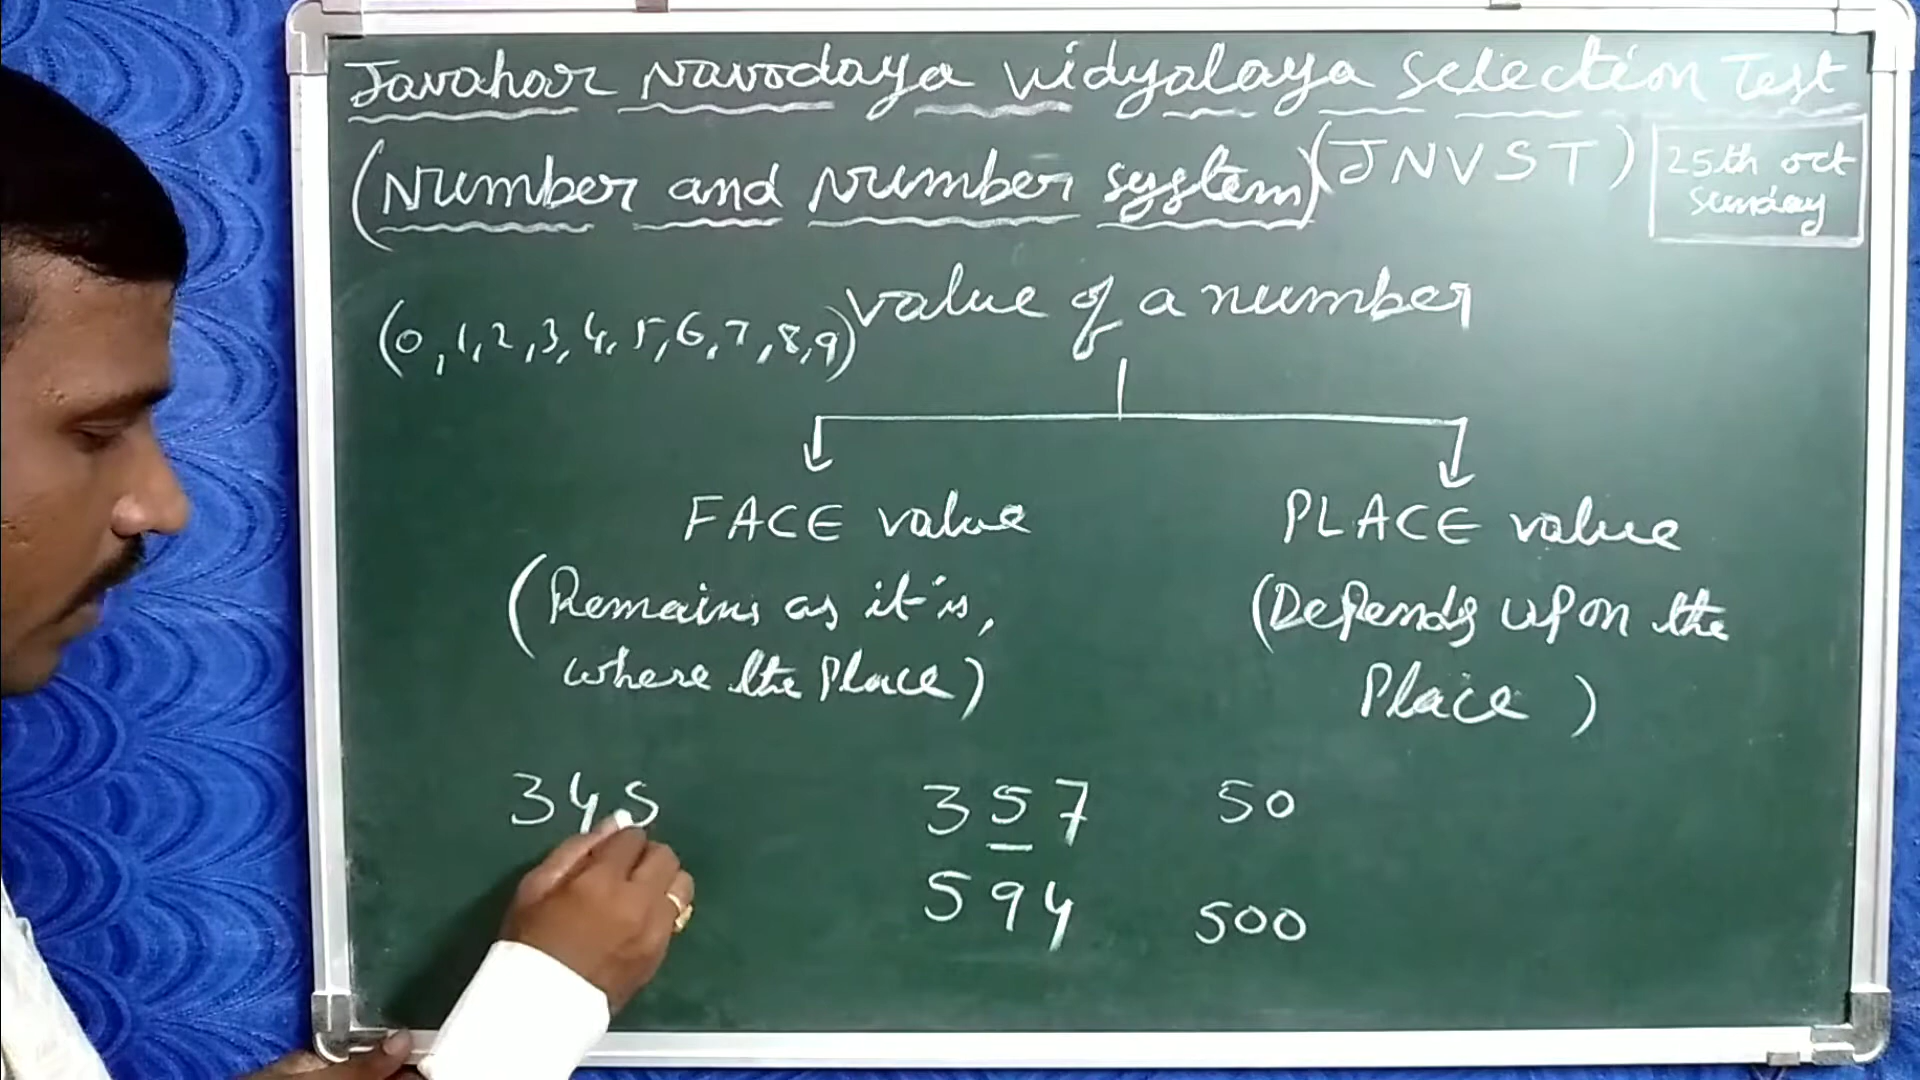 Javahar Navodaya vidyalaya Selection Test
(Number and Number system) (JNVST)
25th oct
sunday
(0,1,2,3,4,5,6,7,8,9)
value of a number
FACE value
PLACE value
(Remains as it is,
where the Place)
(Depends upon the
Place)
345
357 50
594 500